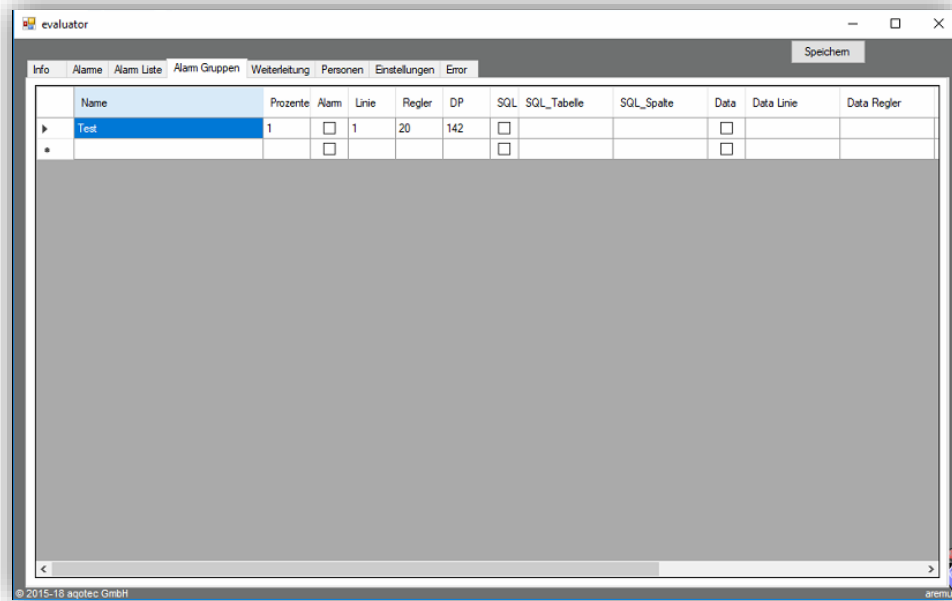 evaluator
Speichern
Info Alarme Alarm Liste Alarm Gruppen Weiterleitung Personen Einstellungen Error
Name Prozente Alarm Linie Regler DP SQL SQL_Tabelle SQL_Spalte Data Data Linie Data Regler
Test 1 1 20 142
© 2015-18 aqotec GmbH